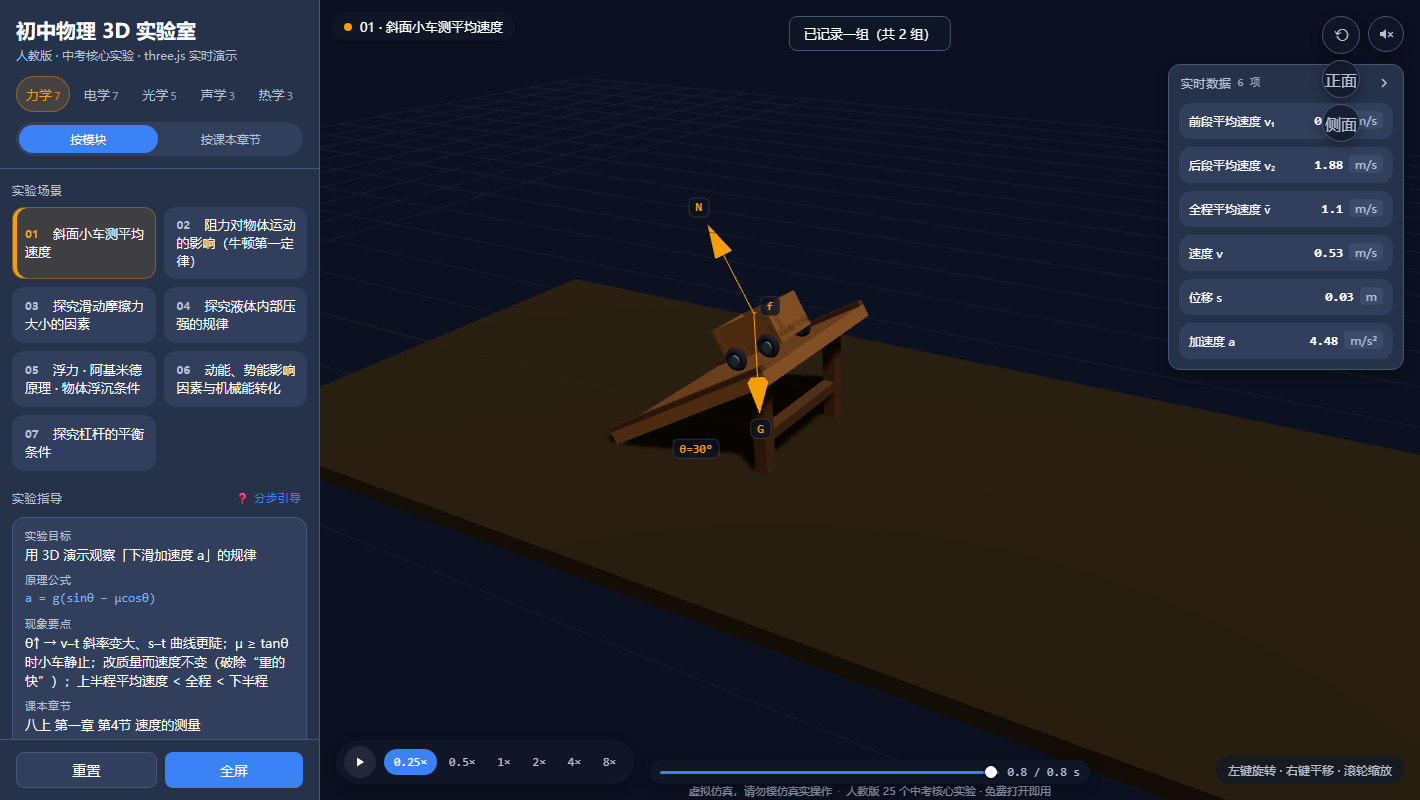 初中物理 3D 实验室
人教版 · 中考核心实验 · three.js 实时演示
力学 7 电学 7 光学 5 声学 3 热学 3
按模块 按课本章节
实验场景
01 斜面小车测平均
速度
02 阻力对物体运动
的影响（牛顿第一定
律）
03 探究滑动摩擦力
大小的因素
04 探究液体内部压
强的规律
05 浮力 · 阿基米德
原理 · 物体浮沉条件
06 动能、势能影响
因素与机械能转化
07 探究杠杆的平衡
条件
实验指导 ❓ 分步引导
实验目标
用 3D 演示观察「下滑加速度 a」的规律
原理公式
a = g(sinθ − μcosθ)
现象要点
θ↑ → v–t 斜率变大、s–t 曲线更陡；μ ≥ tanθ
时小车静止；改质量而速度不变（破除“重的
快”）；上半程平均速度 < 全程 < 下半程
课本章节
八上 第一章 第4节 速度的测量
重置 全屏
01 · 斜面小车测平均速度
已记录一组（共 2 组）
正面
侧面
实时数据 6 项
前段平均速度 v₁ 0 m/s
后段平均速度 v₂ 1.88 m/s
全程平均速度 v̄ 1.1 m/s
速度 v 0.53 m/s
位移 s 0.03 m
加速度 a 4.48 m/s²
N
f
G
θ=30°
0.25× 0.5× 1× 2× 4× 8×
0.8 / 0.8 s
虚拟仿真，请勿模仿真实操作 · 人教版 25 个中考核心实验 · 免费打开即用
左键旋转 · 右键平移 · 滚轮缩放